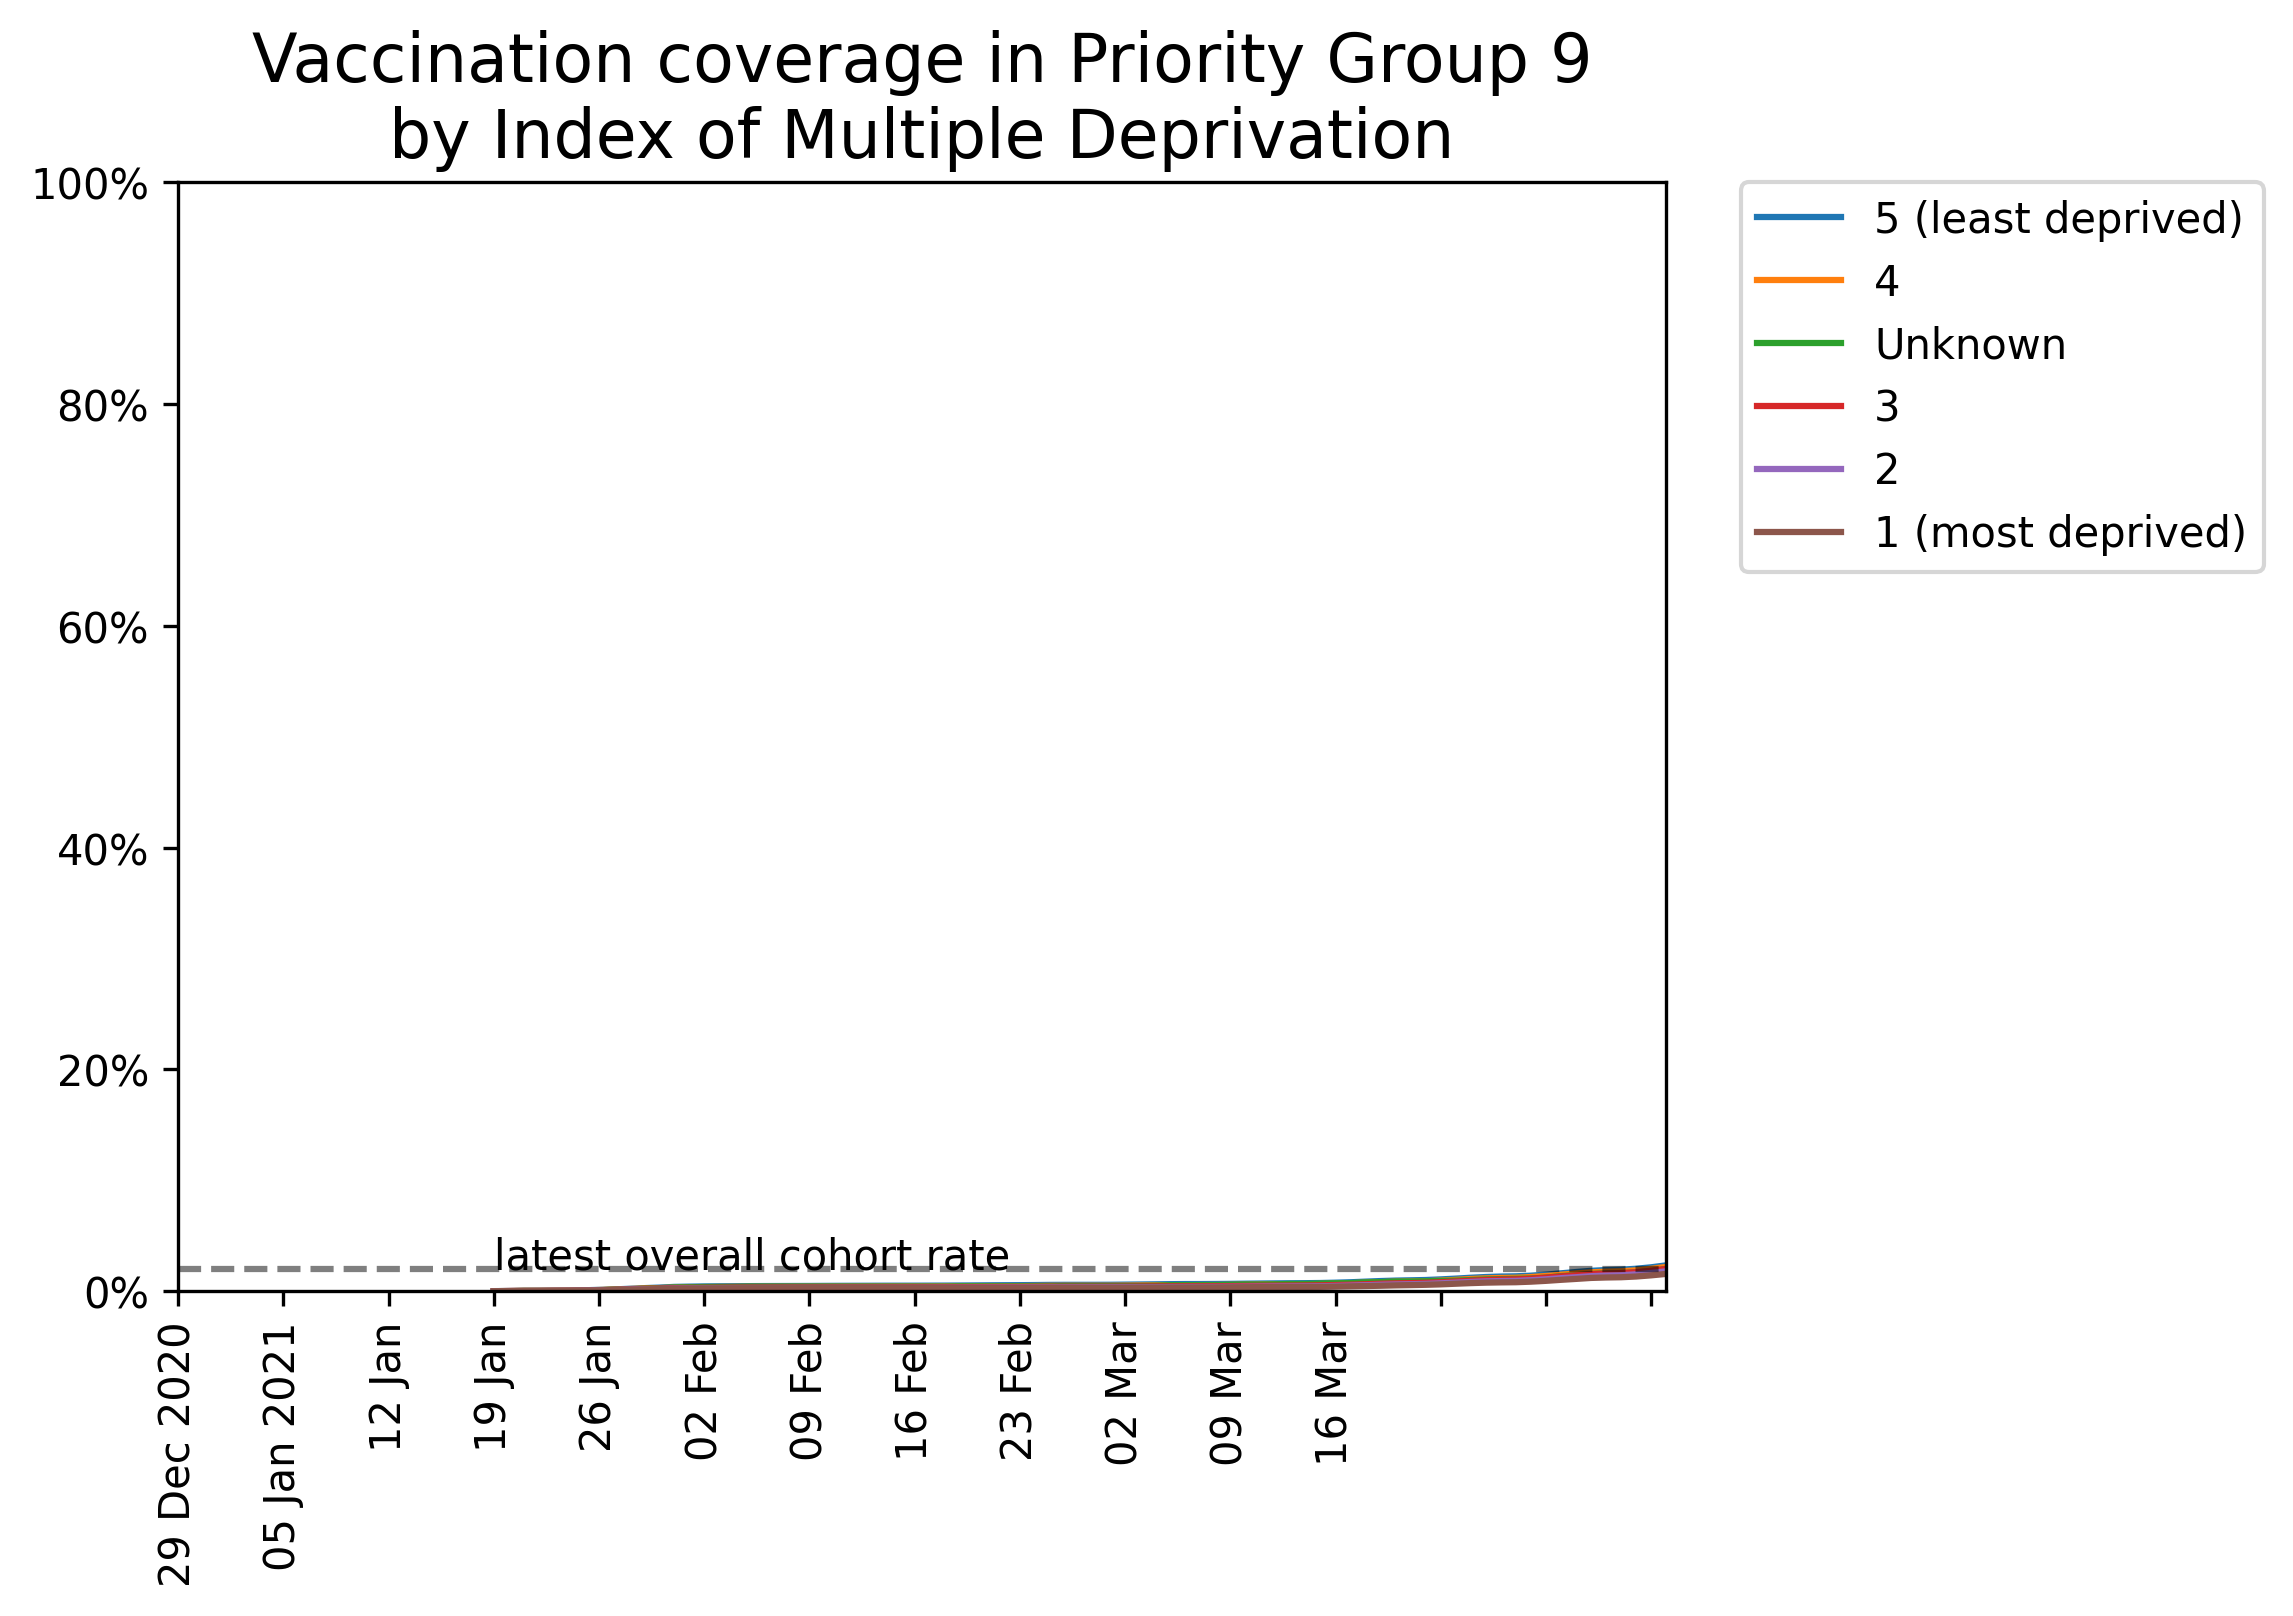 Vaccination coverage in Priority Group 9
by Index of Multiple Deprivation
100%
80%
60%
40%
20%
0%
latest overall cohort rate
29 Dec 2020
05 Jan 2021
12 Jan
19 Jan
26 Jan
02 Feb
09 Feb
16 Feb
23 Feb
02 Mar
09 Mar
16 Mar
5 (least deprived)
4
Unknown
3
2
1 (most deprived)